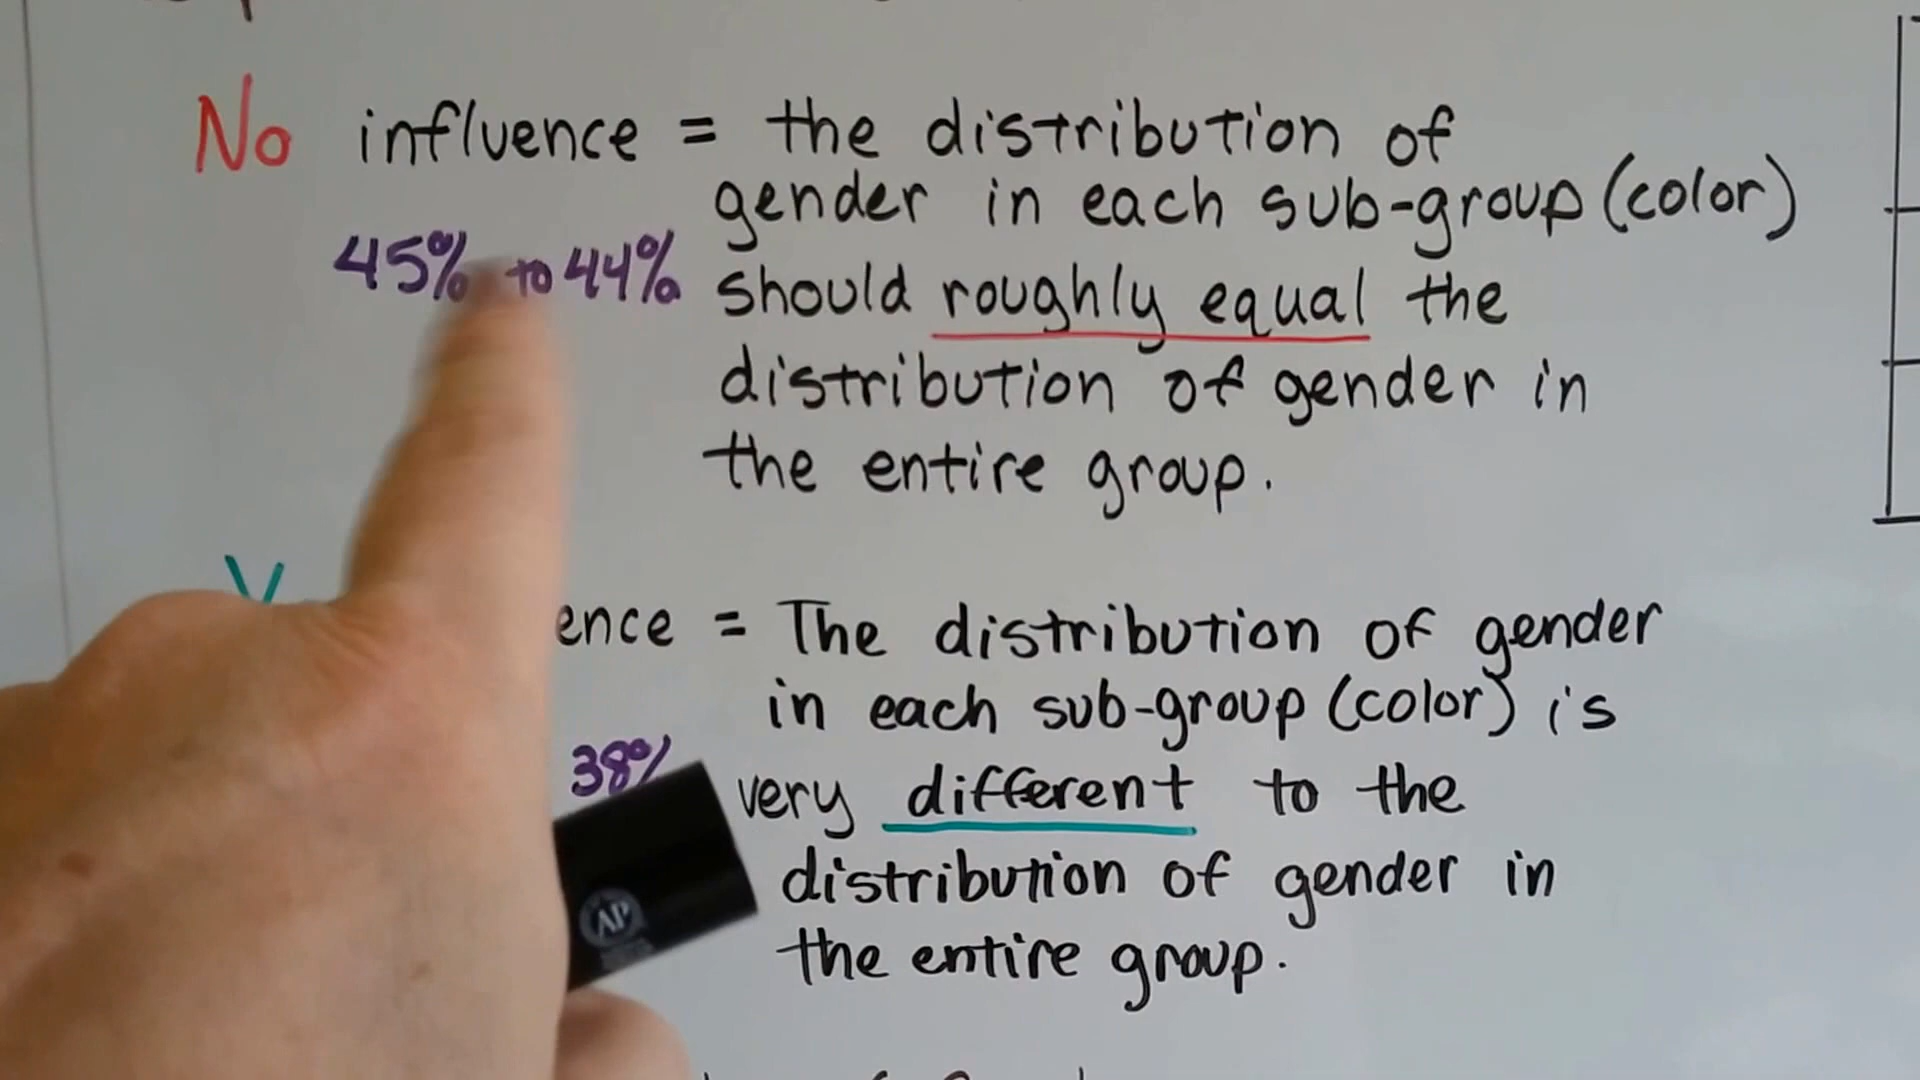 No influence = the distribution of
gender in each sub-group (color)
45% to 44% should roughly equal the
distribution of gender in
the entire group.
= The distribution of gender
in each sub-group (color) is
38% very different to the
distribution of gender in
the entire group.
AP